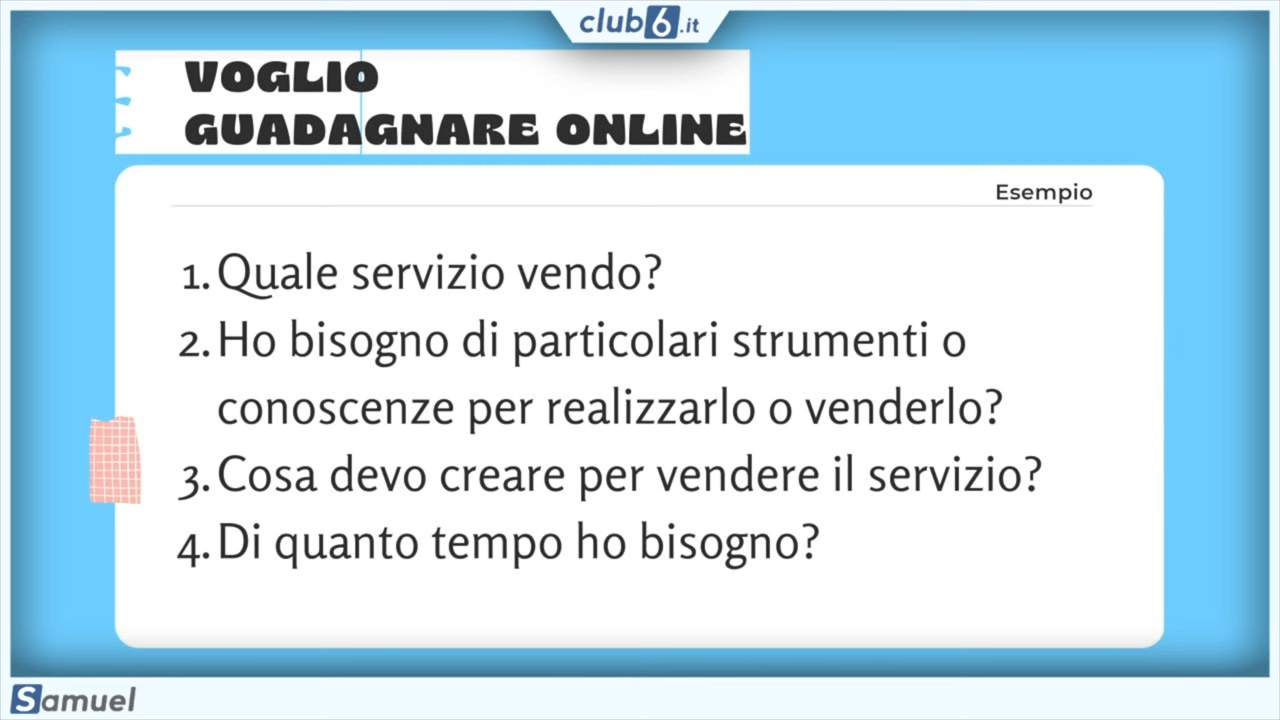 club6.it
VOGLIO
GUADAGNARE ONLINE
Esempio
1. Quale servizio vendo?
2. Ho bisogno di particolari strumenti o
conoscenze per realizzarlo o venderlo?
3. Cosa devo creare per vendere il servizio?
4. Di quanto tempo ho bisogno?
Samuel